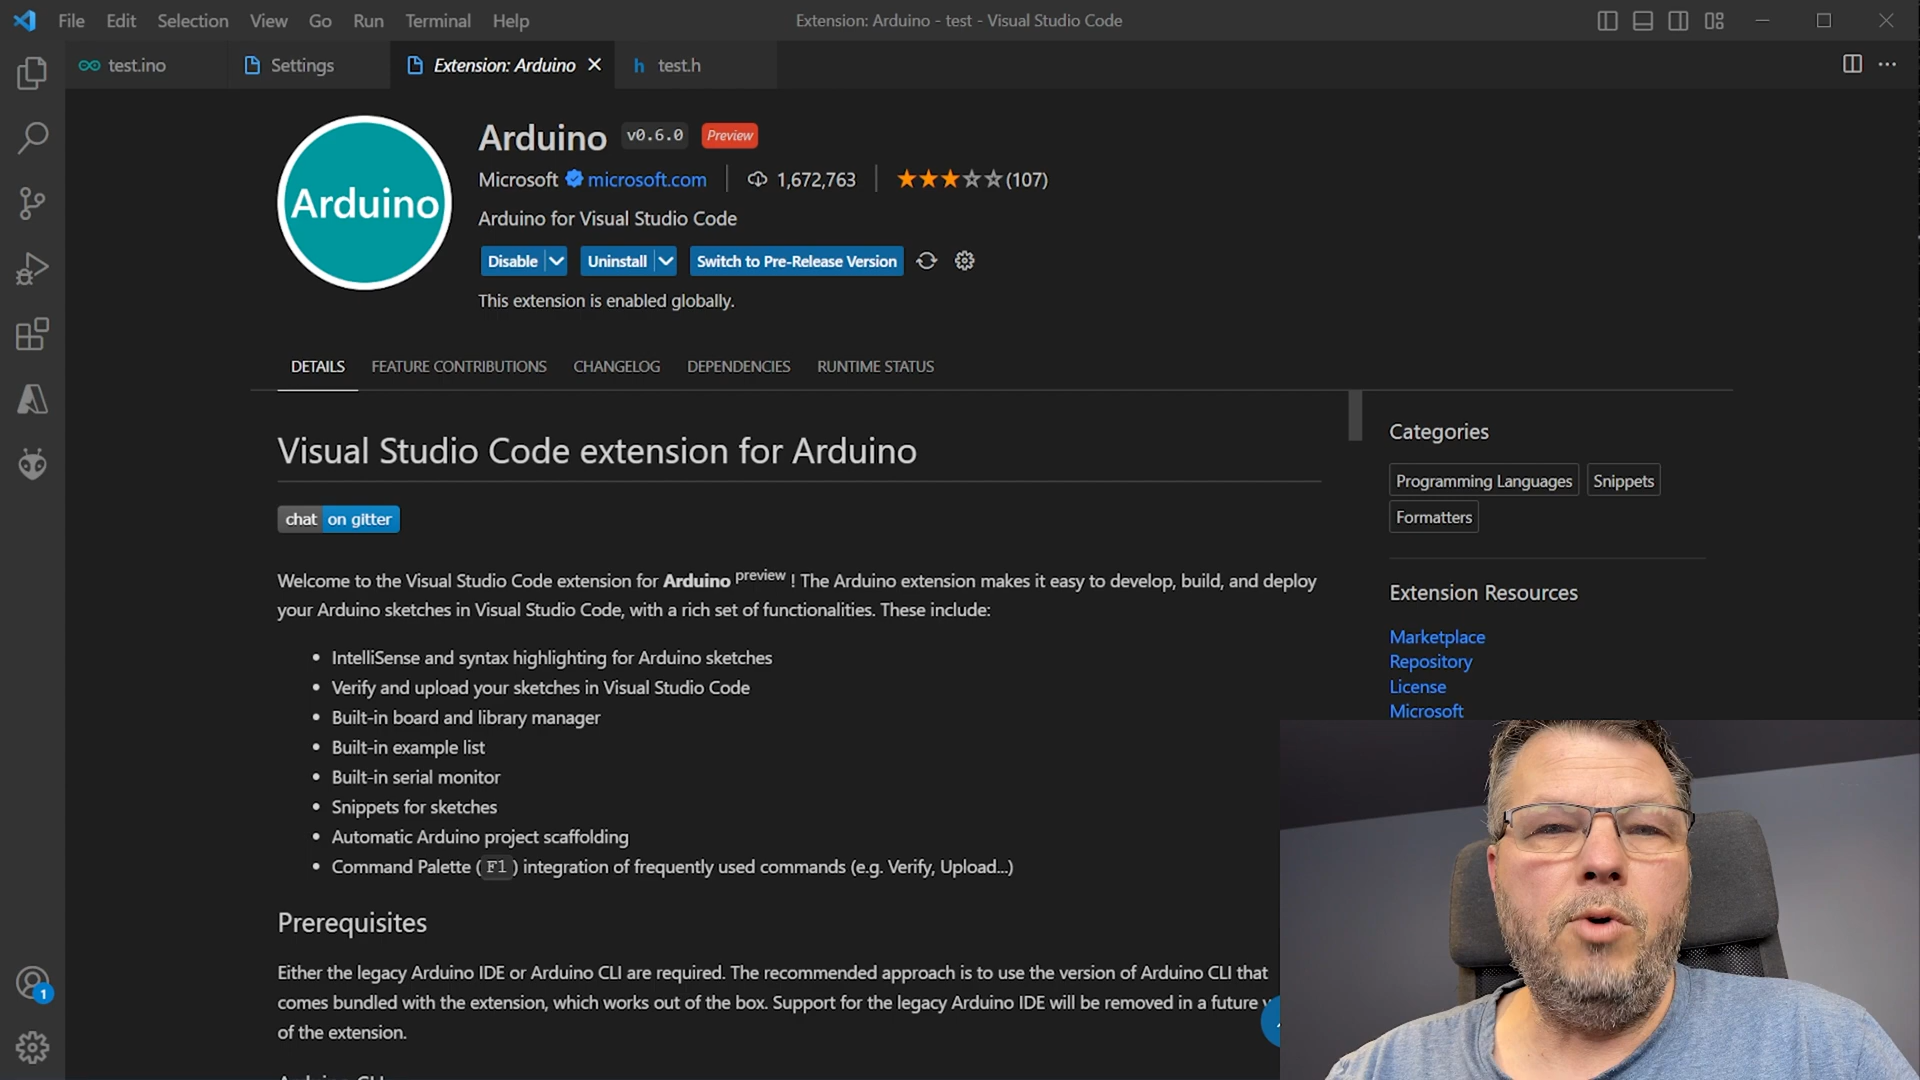 File Edit Selection View Go Run Terminal Help
Extension: Arduino - test - Visual Studio Code
test.ino
Settings
Extension: Arduino
h test.h
Arduino
Arduino v0.6.0 Preview
Microsoft microsoft.com 1,672,763 (107)
Arduino for Visual Studio Code
Disable Uninstall Switch to Pre-Release Version
This extension is enabled globally.
DETAILS FEATURE CONTRIBUTIONS CHANGELOG DEPENDENCIES RUNTIME STATUS
Visual Studio Code extension for Arduino
chat on gitter
Welcome to the Visual Studio Code extension for Arduino preview ! The Arduino extension makes it easy to develop, build, and deploy
your Arduino sketches in Visual Studio Code, with a rich set of functionalities. These include:
• IntelliSense and syntax highlighting for Arduino sketches
• Verify and upload your sketches in Visual Studio Code
• Built-in board and library manager
• Built-in example list
• Built-in serial monitor
• Snippets for sketches
• Automatic Arduino project scaffolding
• Command Palette ( F1 ) integration of frequently used commands (e.g. Verify, Upload...)
Prerequisites
Either the legacy Arduino IDE or Arduino CLI are required. The recommended approach is to use the version of Arduino CLI that
comes bundled with the extension, which works out of the box. Support for the legacy Arduino IDE will be removed in a future
of the extension.
Categories
Programming Languages Snippets
Formatters
Extension Resources
Marketplace
Repository
License
Microsoft
1